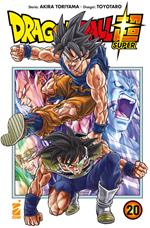 Storia: AKIRA TORIYAMA • Disegni: TOYOTARO
DRAGON BALL
SUPER
20